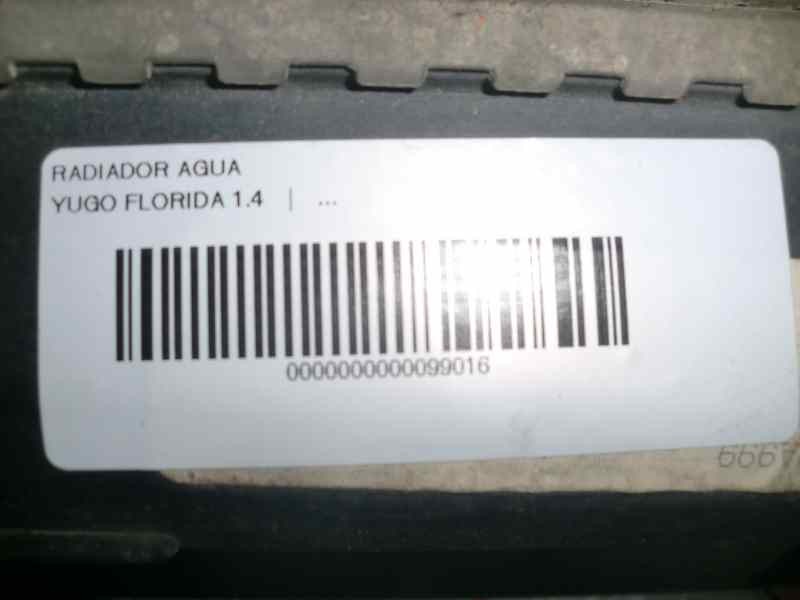 RADIADOR AGUA
YUGO FLORIDA 1.4 | ...
0000000000099016